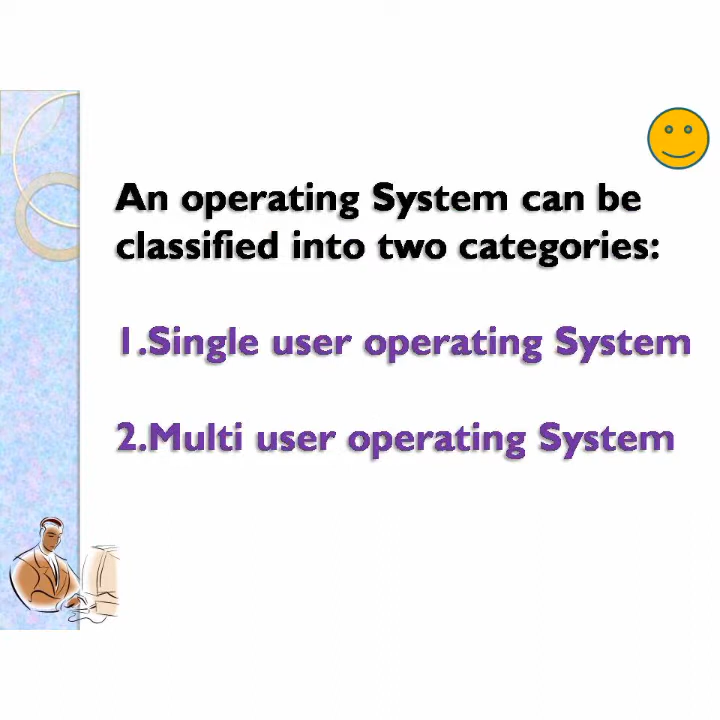 An operating System can be
classified into two categories:
1.Single user operating System
2.Multi user operating System